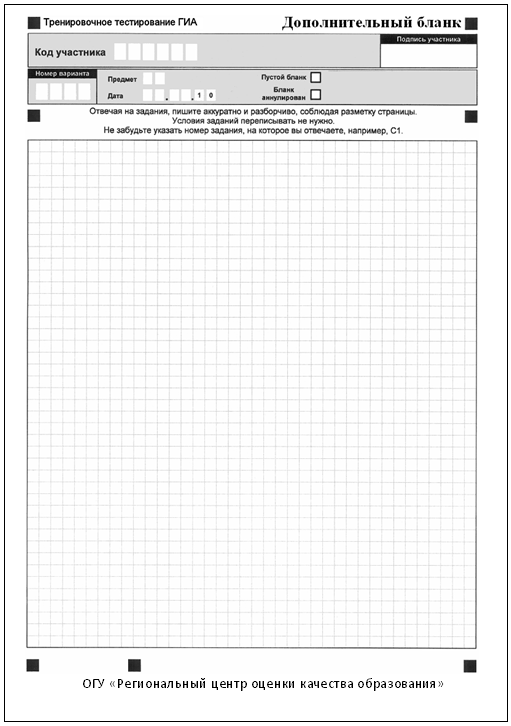 Тренировочное тестирование ГИА
Дополнительный бланк
Код участника
Подпись участника
Номер варианта
Предмет
Пустой бланк
Дата . . 1 0
Бланк
аннулирован
Отвечая на задания, пишите аккуратно и разборчиво, соблюдая разметку страницы.
Условия заданий переписывать не нужно.
Не забудьте указать номер задания, на которое вы отвечаете, например, С1.
ОГУ «Региональный центр оценки качества образования»